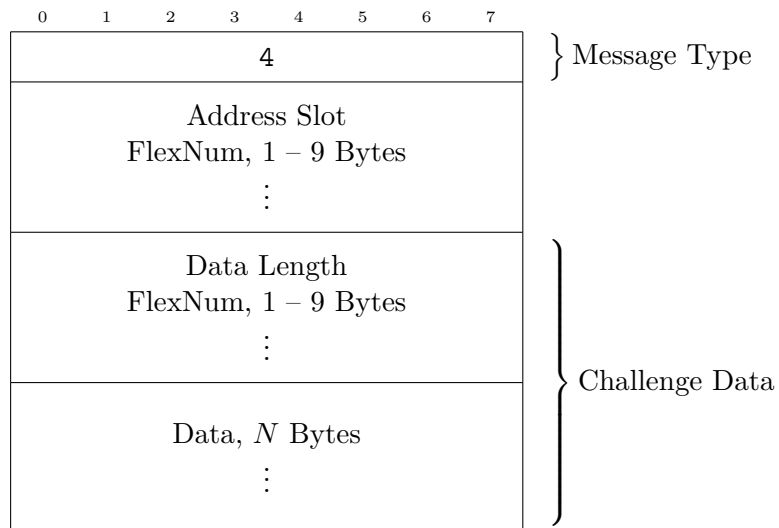 0 1 2 3 4 5 6 7
4
Message Type
Address Slot
FlexNum, 1 – 9 Bytes
⋮
Data Length
FlexNum, 1 – 9 Bytes
⋮
Challenge Data
Data, N Bytes
⋮